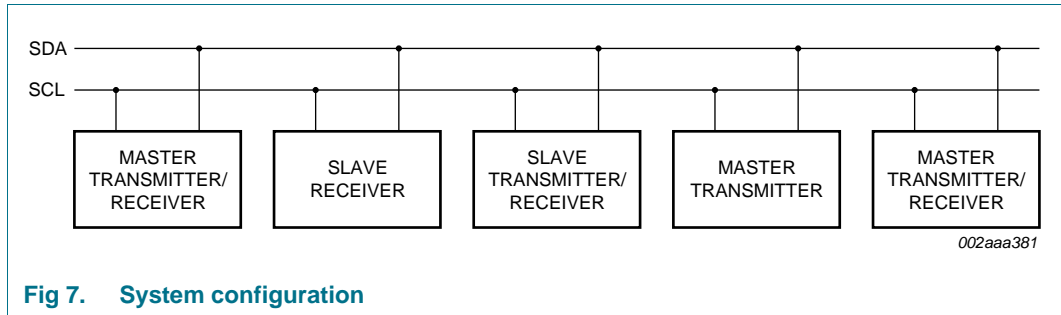 SDA
SCL
MASTER
TRANSMITTER/
RECEIVER
SLAVE
RECEIVER
SLAVE
TRANSMITTER/
RECEIVER
MASTER
TRANSMITTER
MASTER
TRANSMITTER/
RECEIVER
002aaa381
Fig 7. System configuration